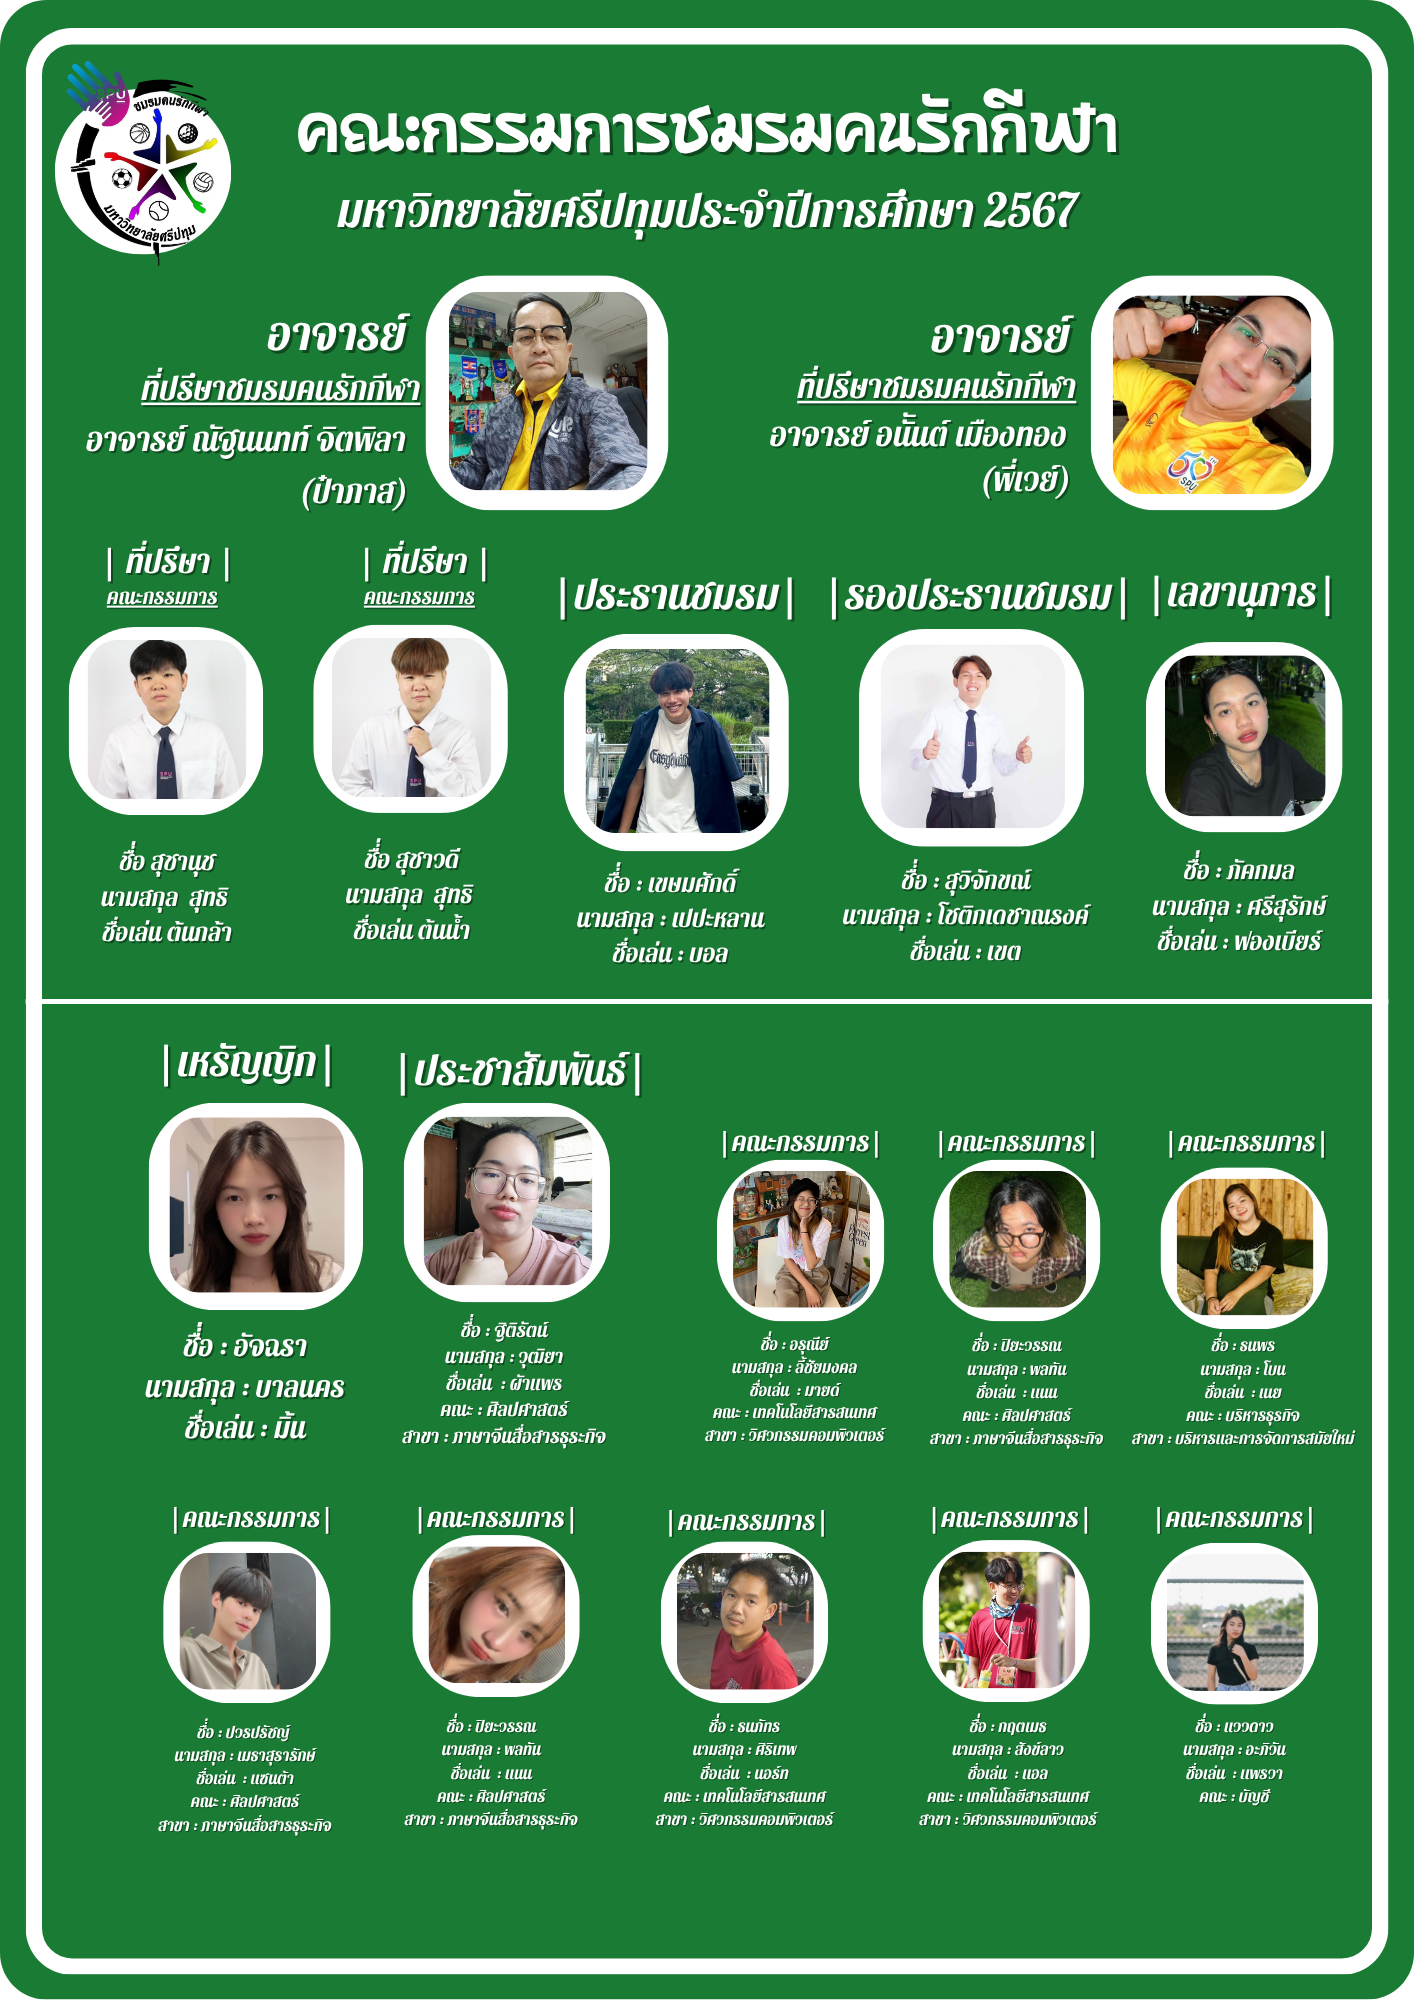 ชมรมคนรักกีฬา
มหาวิทยาลัยศรีปทุม
คณะกรรมการชมรมคนรักกีฬา
มหาวิทยาลัยศรีปทุมประจำปีการศึกษา 2567
อาจารย์
ที่ปรึษาชมรมคนรักกีฬา
อาจารย์ ณัฐนนท์ จิตพิลา
(ป๋าภาส)
อาจารย์
ที่ปรึษาชมรมคนรักกีฬา
อาจารย์ อนันต์ เมืองทอง
(พี่เวย์)
| ที่ปรึษา |
คณะกรรมการ
ชื่อ สุชานุช
นามสกุล สุทธิ
ชื่อเล่น ต้นกล้า
| ที่ปรึษา |
คณะกรรมการ
ชื่อ สุชาวดี
นามสกุล สุทธิ
ชื่อเล่น ต้นน้ำ
|ประธานชมรม|
ชื่อ : เขษมศักดิ์
นามสกุล : เปปะหลาน
ชื่อเล่น : บอล
|รองประธานชมรม|
ชื่อ : สุวิจักขณ์
นามสกุล : โชติกเดชาณรงค์
ชื่อเล่น : เขต
|เลขานุการ|
ชื่อ : ภัคกมล
นามสกุล : ศรีสุรักษ์
ชื่อเล่น : ฟองเบียร์
|เหรัญญิก|
ชื่อ : อัจฉรา
นามสกุล : บาลนคร
ชื่อเล่น : มิ้น
|ประชาสัมพันธ์|
ชื่อ : ฐิติรัตน์
นามสกุล : วุฒิยา
ชื่อเล่น : ผ้าแพร
คณะ : ศิลปศาสตร์
สาขา : ภาษาจีนสื่อสารธุระกิจ
|คณะกรรมการ|
ชื่อ : อรุณีย์
นามสกุล : ลี้ชัยมงคล
ชื่อเล่น : มายด์
คณะ : เทคโนโลยีสารสนเทศ
สาขา : วิศวกรรมคอมพิวเตอร์
|คณะกรรมการ|
ชื่อ : ปิยะวรรณ
นามสกุล : พลทัน
ชื่อเล่น : แนน
คณะ : ศิลปศาสตร์
สาขา : ภาษาจีนสื่อสารธุระกิจ
|คณะกรรมการ|
ชื่อ : ธนพร
นามสกุล : โบน
ชื่อเล่น : เนย
คณะ : บริหารธุรกิจ
สาขา : บริหารและการจัดการสมัยใหม่
|คณะกรรมการ|
ชื่อ : ปวรปรัชญ์
นามสกุล : เมธาสุรารักษ์
ชื่อเล่น : แซนต้า
คณะ : ศิลปศาสตร์
สาขา : ภาษาจีนสื่อสารธุระกิจ
|คณะกรรมการ|
ชื่อ : ปิยะวรรณ
นามสกุล : พลทัน
ชื่อเล่น : แนน
คณะ : ศิลปศาสตร์
สาขา : ภาษาจีนสื่อสารธุระกิจ
|คณะกรรมการ|
ชื่อ : ธนภัทร
นามสกุล : ศิริเทพ
ชื่อเล่น : นอร์ท
คณะ : เทคโนโลยีสารสนเทศ
สาขา : วิศวกรรมคอมพิวเตอร์
|คณะกรรมการ|
ชื่อ : กฤตเมธ
นามสกุล : สังข์ลาว
ชื่อเล่น : แอล
คณะ : เทคโนโลยีสารสนเทศ
สาขา : วิศวกรรมคอมพิวเตอร์
|คณะกรรมการ|
ชื่อ : แววดาว
นามสกุล : อะภิวัน
ชื่อเล่น : แพรวา
คณะ : บัญชี